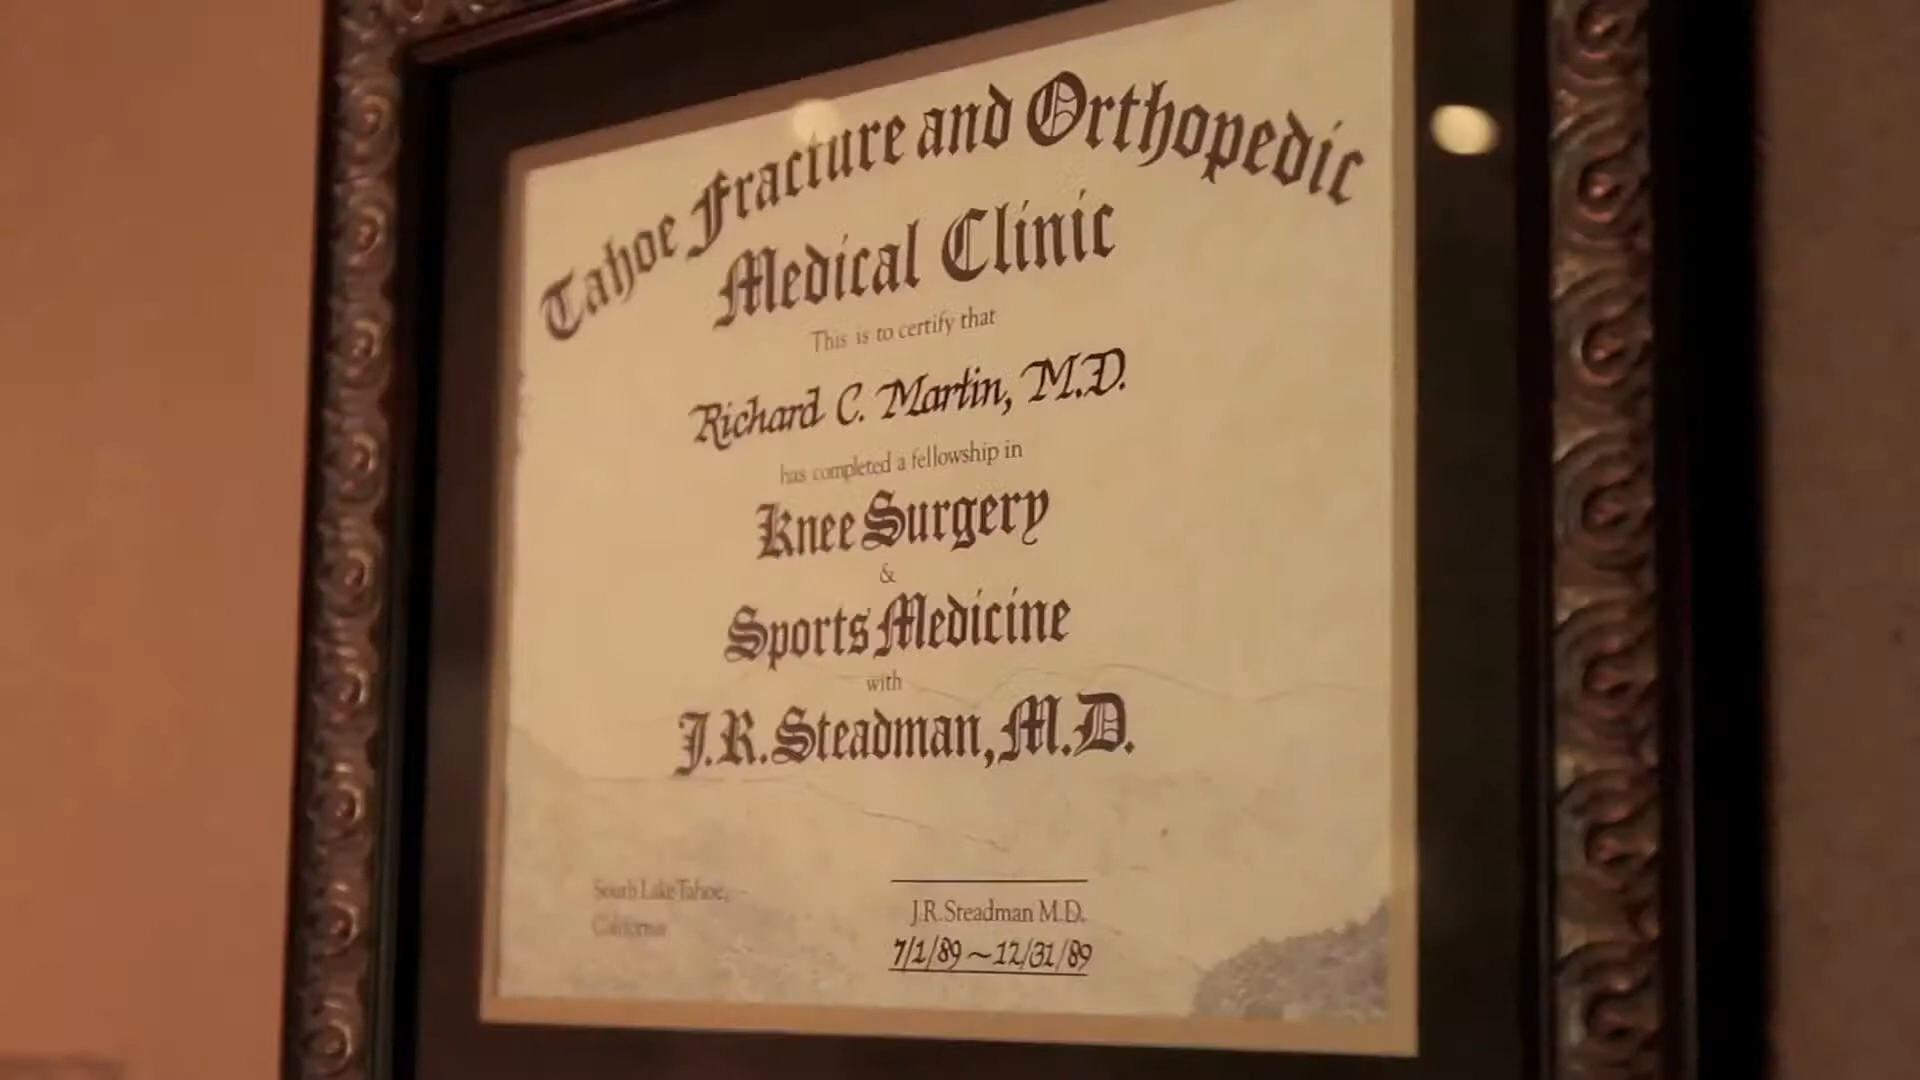 Tahoe Fracture and Orthopedic
Medical Clinic
This is to certify that
Richard C. Martin, M.D.
has completed a fellowship in
Knee Surgery
&
Sports Medicine
with
J.R. Steadman, M.D.
South Lake Tahoe,
California
J.R. Steadman M.D.
7/1/89 ~ 12/31/89